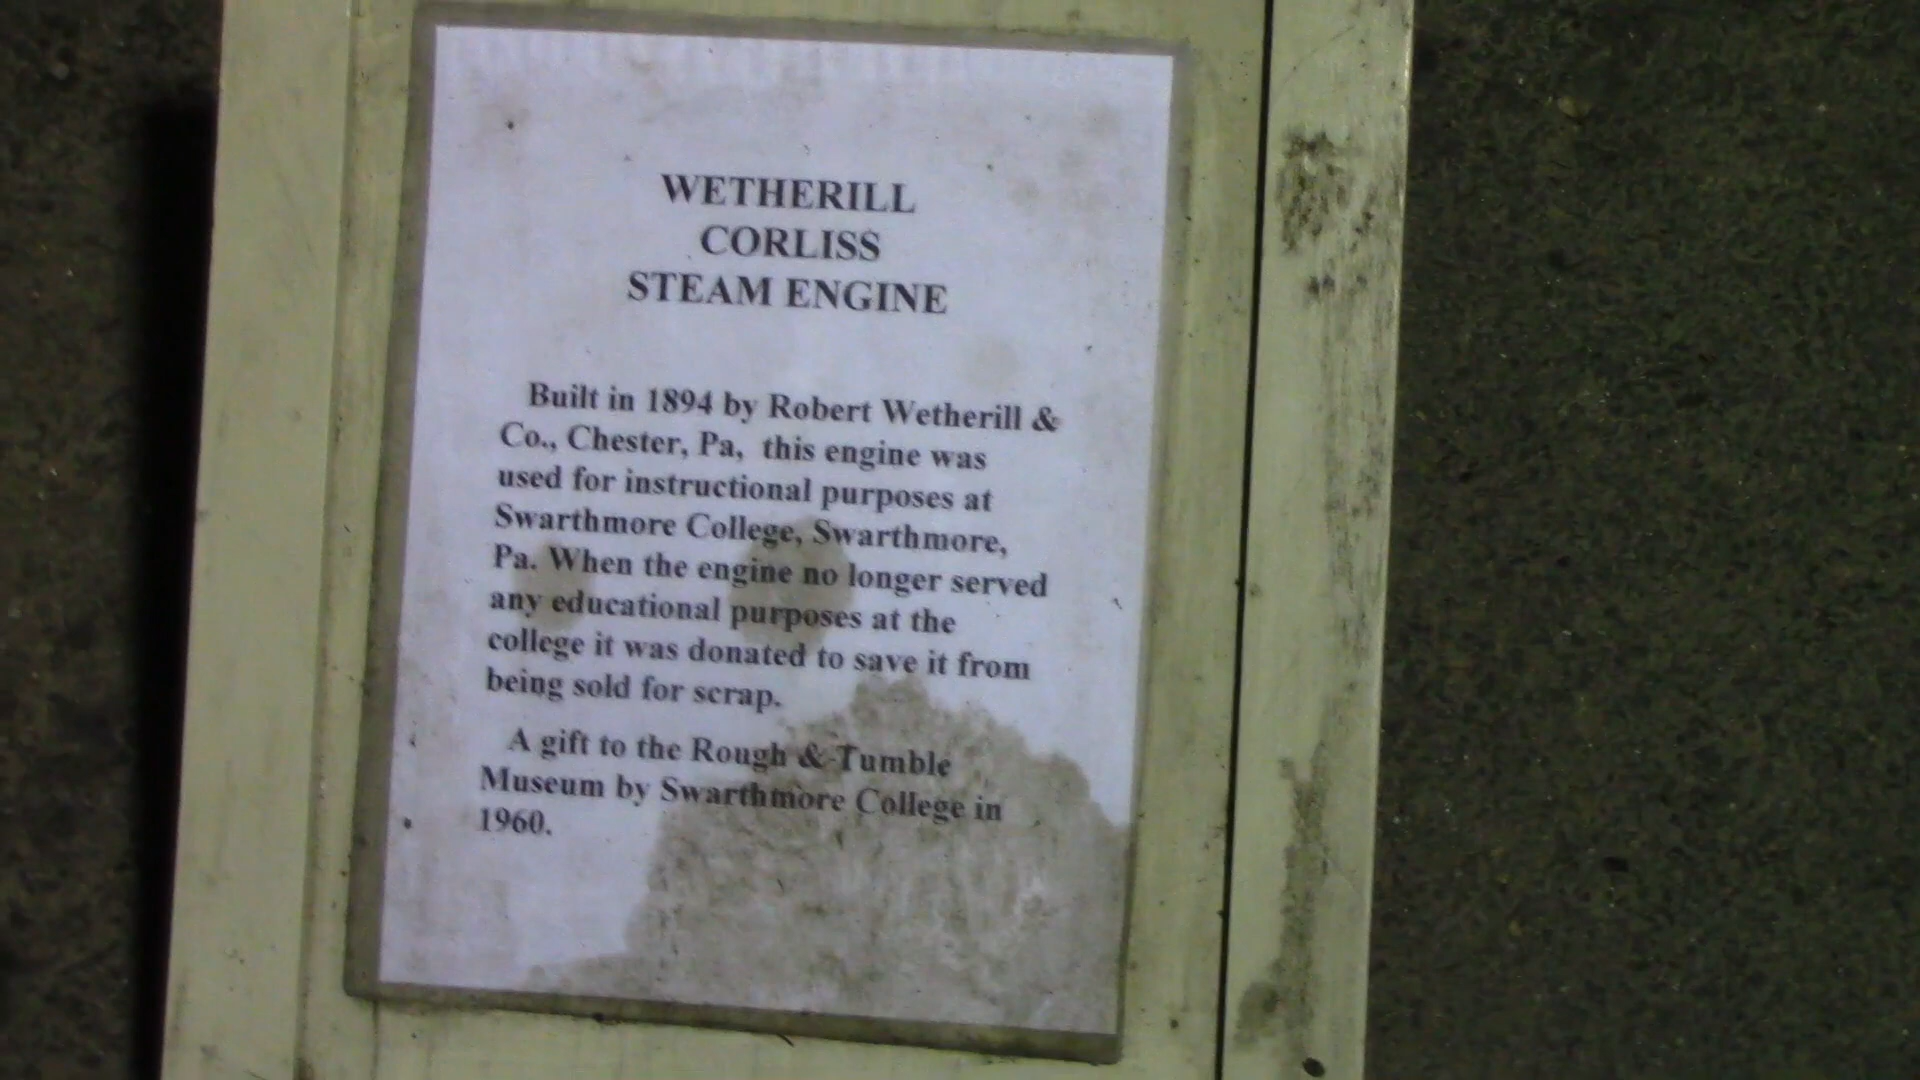 WETHERILL
CORLISS
STEAM ENGINE
Built in 1894 by Robert Wetherill &
Co., Chester, Pa, this engine was
used for instructional purposes at
Swarthmore College, Swarthmore,
Pa. When the engine no longer served
any educational purposes at the
college it was donated to save it from
being sold for scrap.
A gift to the Rough & Tumble
Museum by Swarthmore College in
1960.